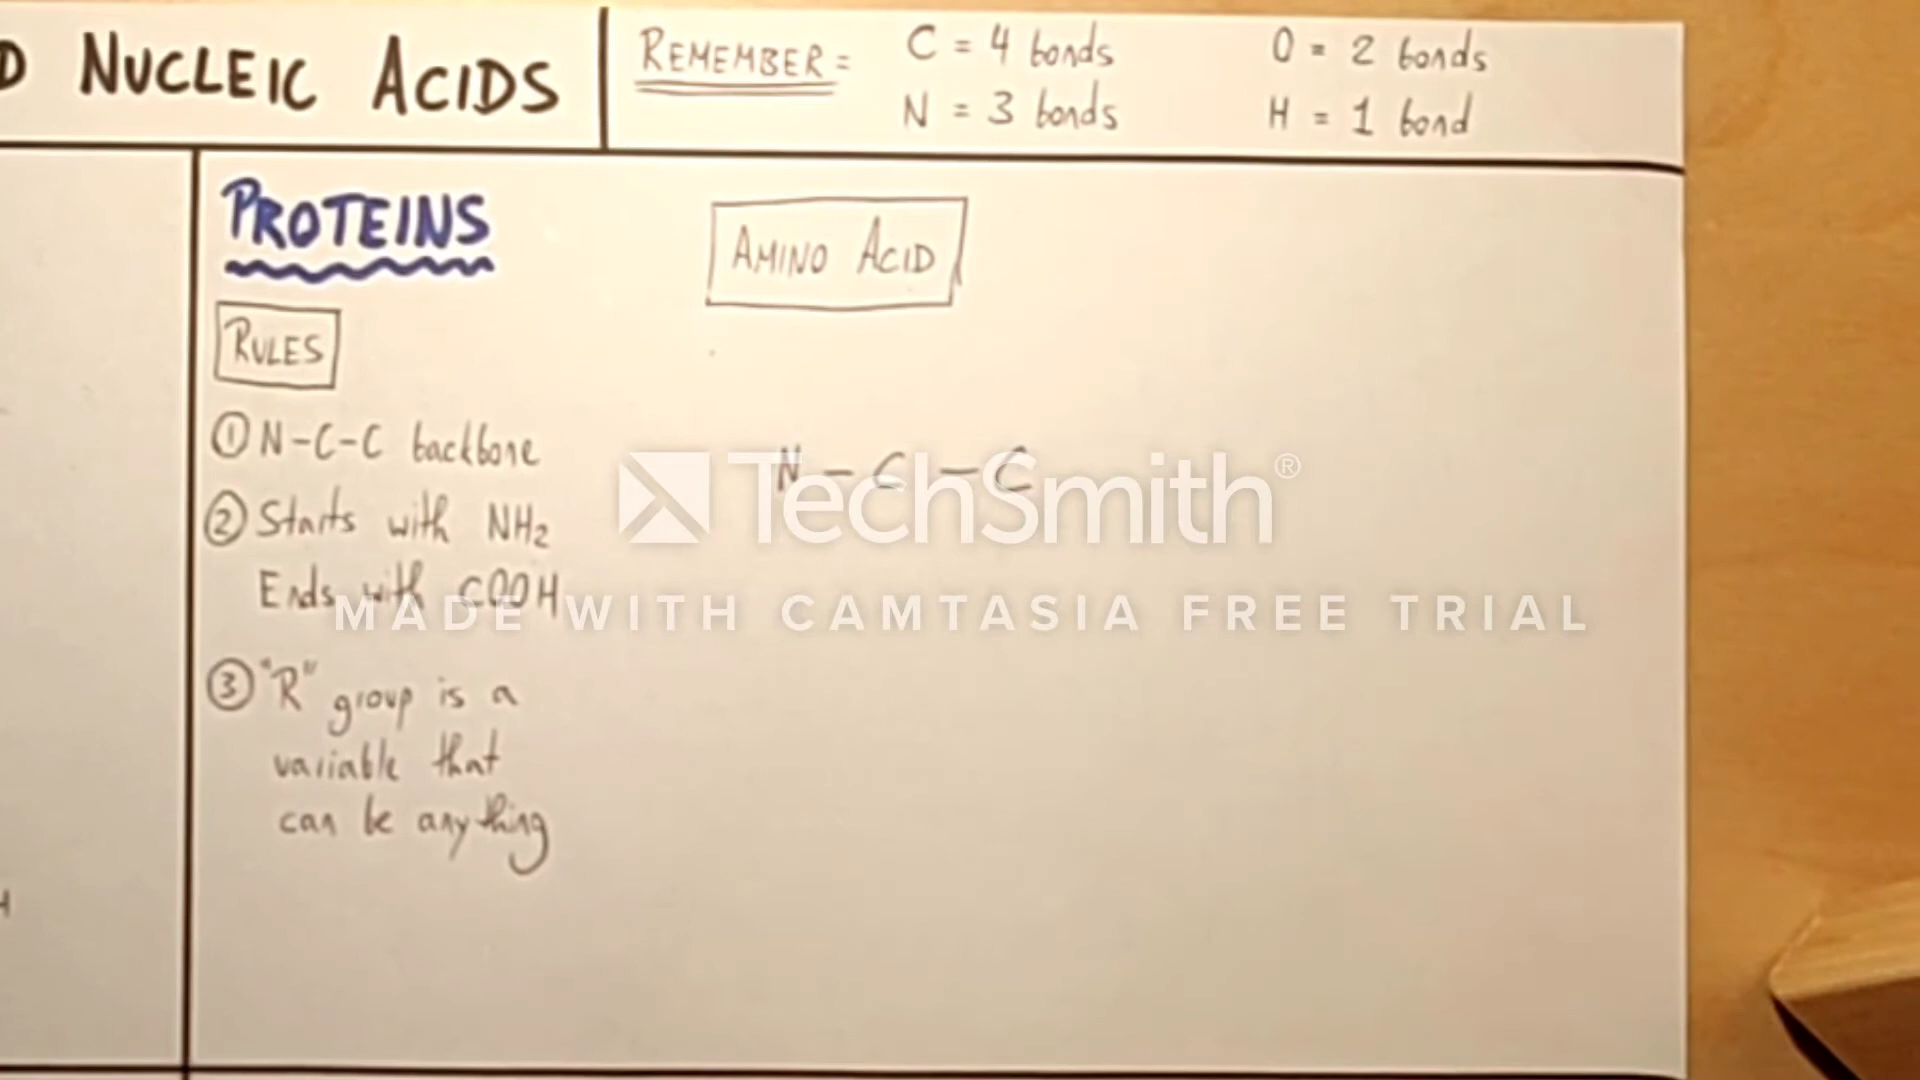 D NUCLEIC ACIDS
REMEMBER = C = 4 bonds O = 2 bonds
N = 3 bonds H = 1 bond
PROTEINS
AMINO ACID
RULES
① N-C-C backbone
② Starts with NH2
Ends with COOH
③ "R" group is a
variable that
can be anything
N - C - C
TechSmith®
MADE WITH CAMTASIA FREE TRIAL
H